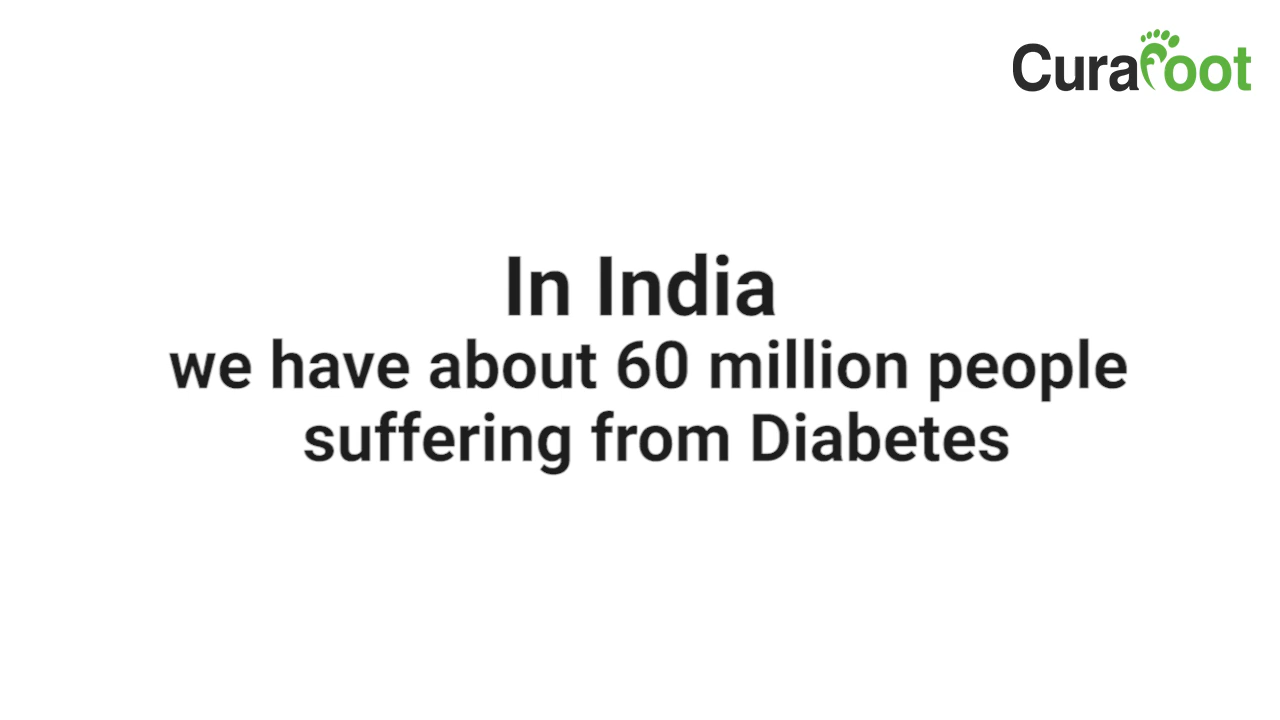 Curafoot
In India
we have about 60 million people
suffering from Diabetes